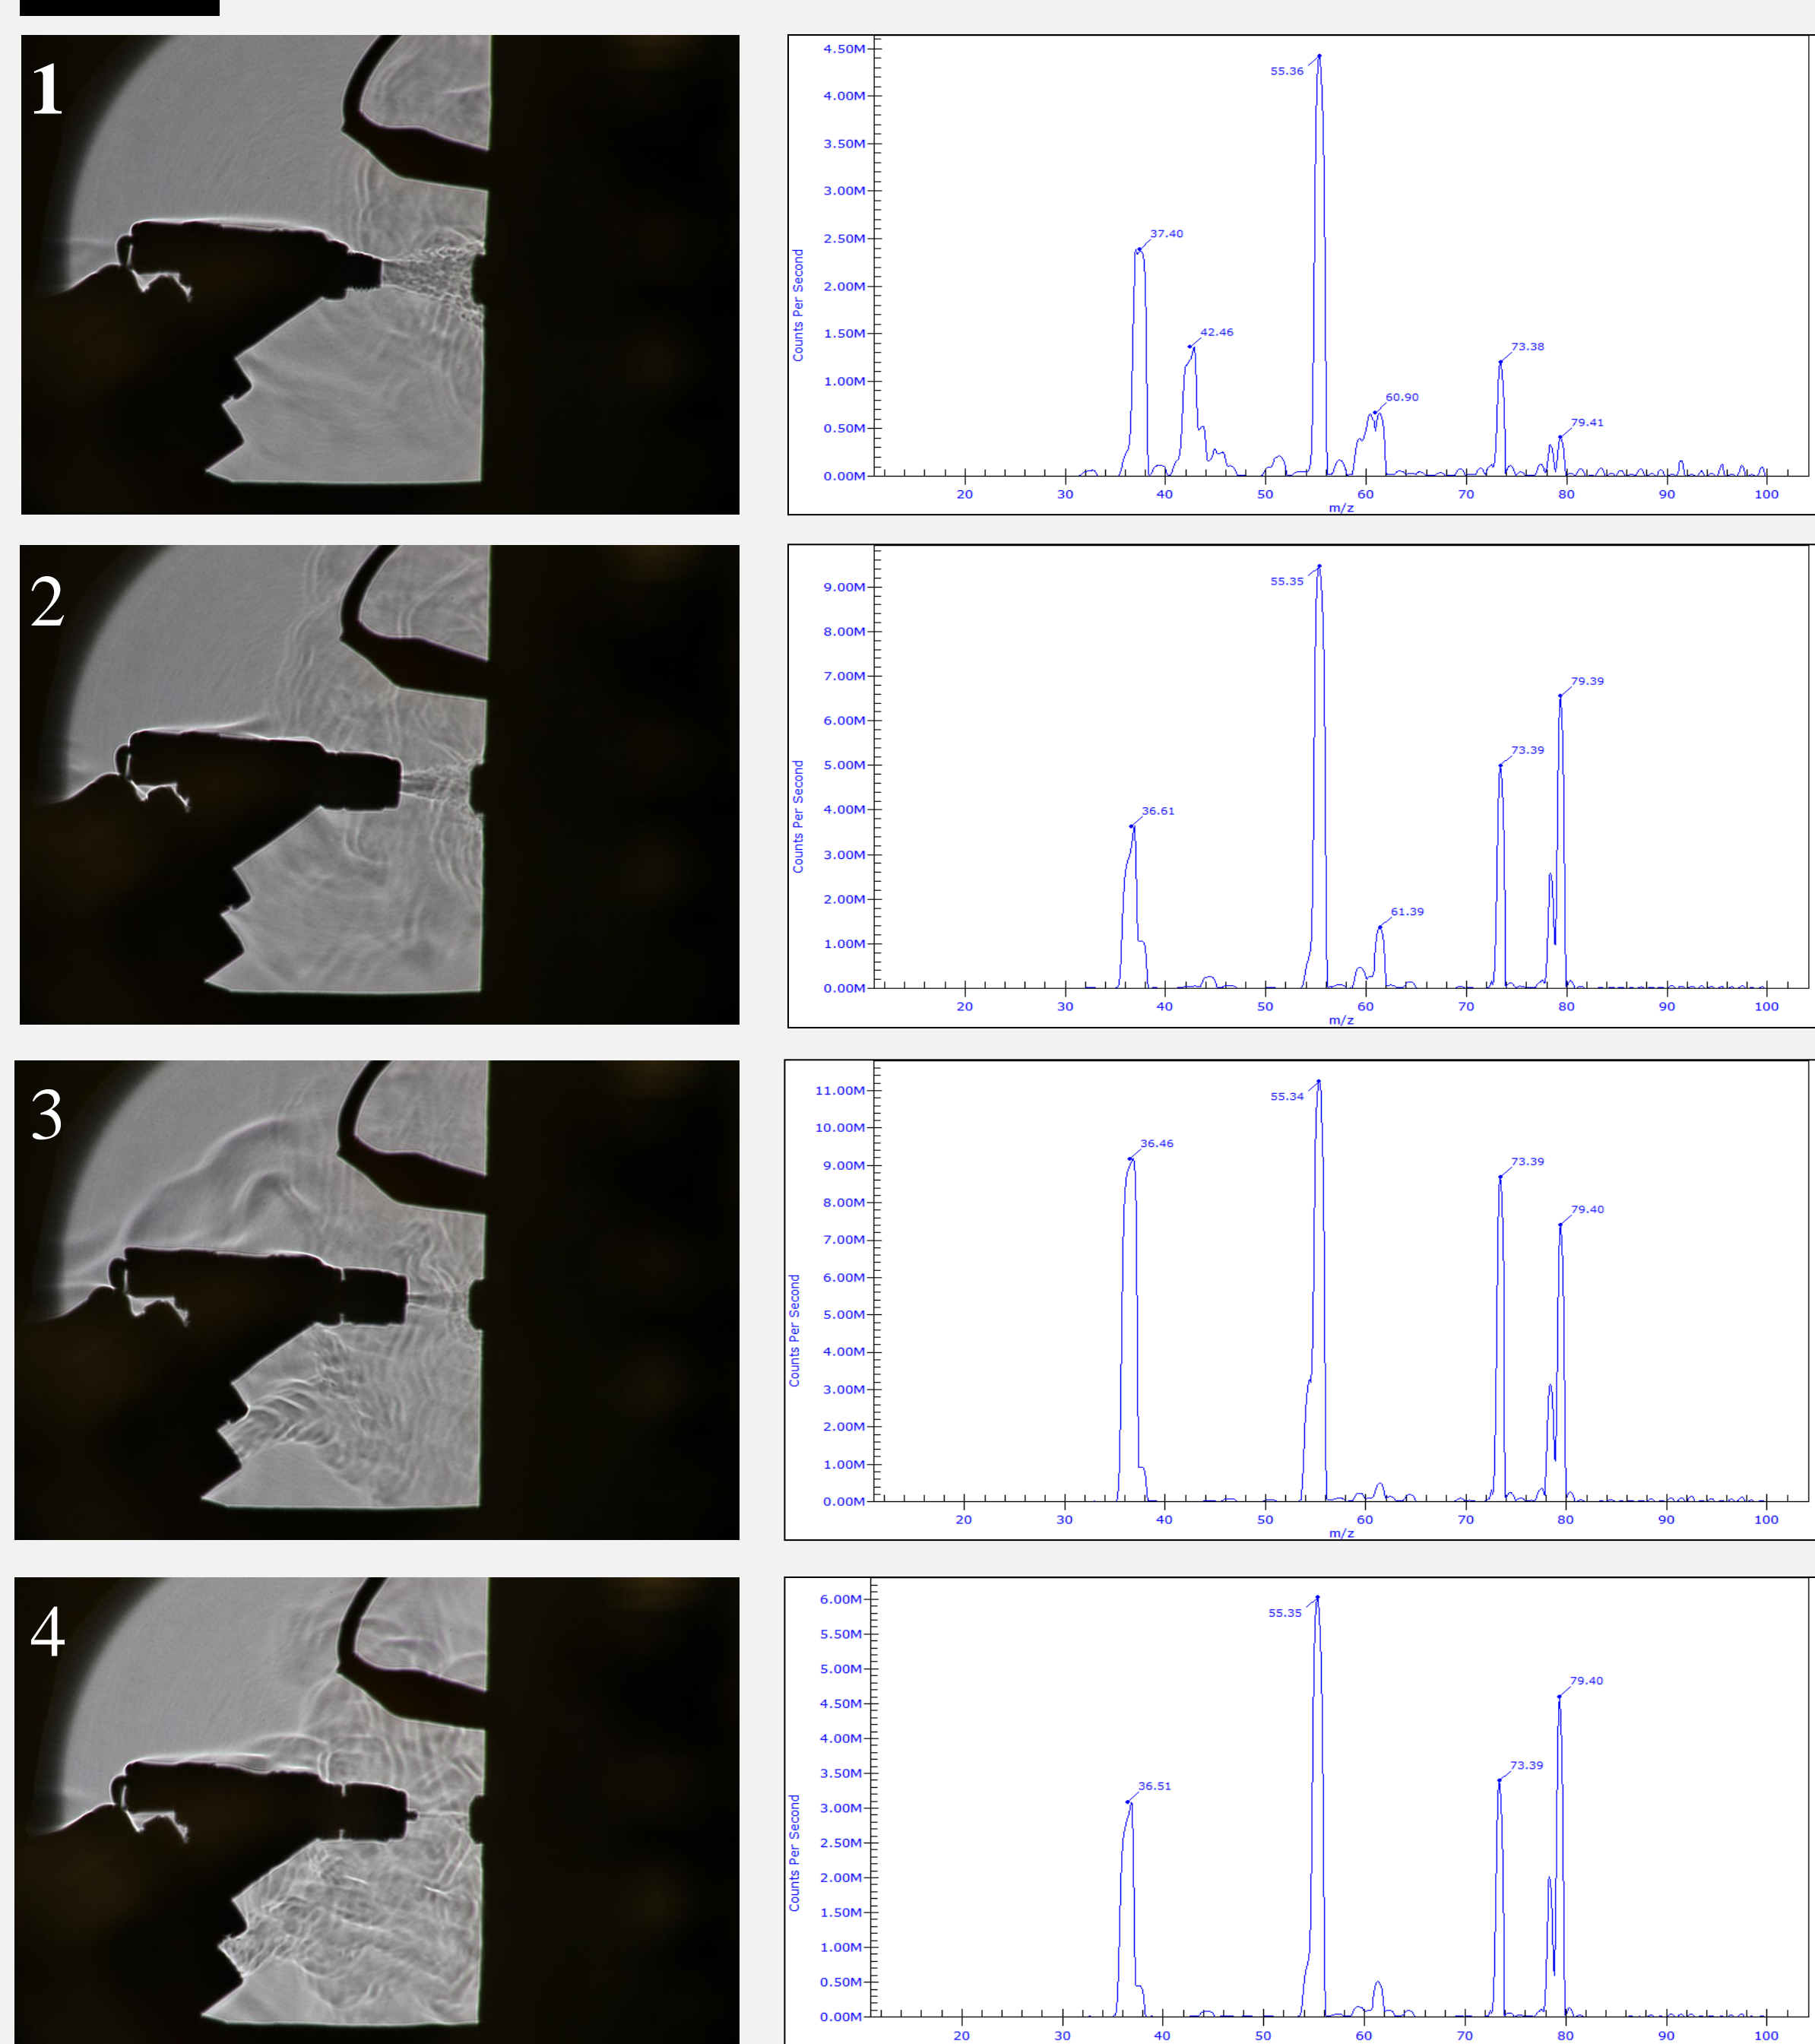 1
4.50M
4.00M
3.50M
3.00M
2.50M
2.00M
1.50M
1.00M
0.50M
0.00M
Counts Per Second
55.36
37.40
42.46
60.90
73.38
79.41
20 30 40 50 60 70 80 90 100
m/z
2
9.00M
8.00M
7.00M
6.00M
5.00M
4.00M
3.00M
2.00M
1.00M
0.00M
Counts Per Second
55.35
79.39
73.39
36.61
61.39
20 30 40 50 60 70 80 90 100
m/z
3
11.00M
10.00M
9.00M
8.00M
7.00M
6.00M
5.00M
4.00M
3.00M
2.00M
1.00M
0.00M
Counts Per Second
55.34
36.46
73.39
79.40
20 30 40 50 60 70 80 90 100
m/z
4
6.00M
5.50M
5.00M
4.50M
4.00M
3.50M
3.00M
2.50M
2.00M
1.50M
1.00M
0.50M
0.00M
Counts Per Second
55.35
79.40
73.39
36.51
20 30 40 50 60 70 80 90 100